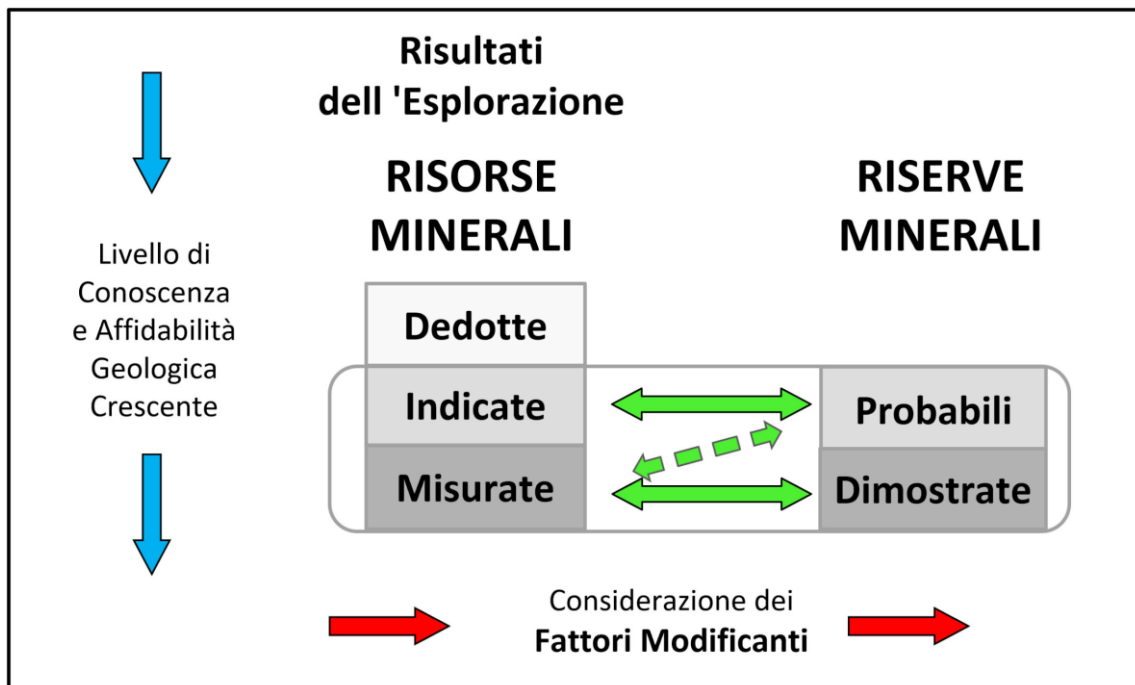 Risultati
dell 'Esplorazione
RISORSE
MINERALI
RISERVE
MINERALI
Livello di
Conoscenza
e Affidabilità
Geologica
Crescente
Dedotte
Indicate
Probabili
Misurate
Dimostrate
Considerazione dei
Fattori Modificanti